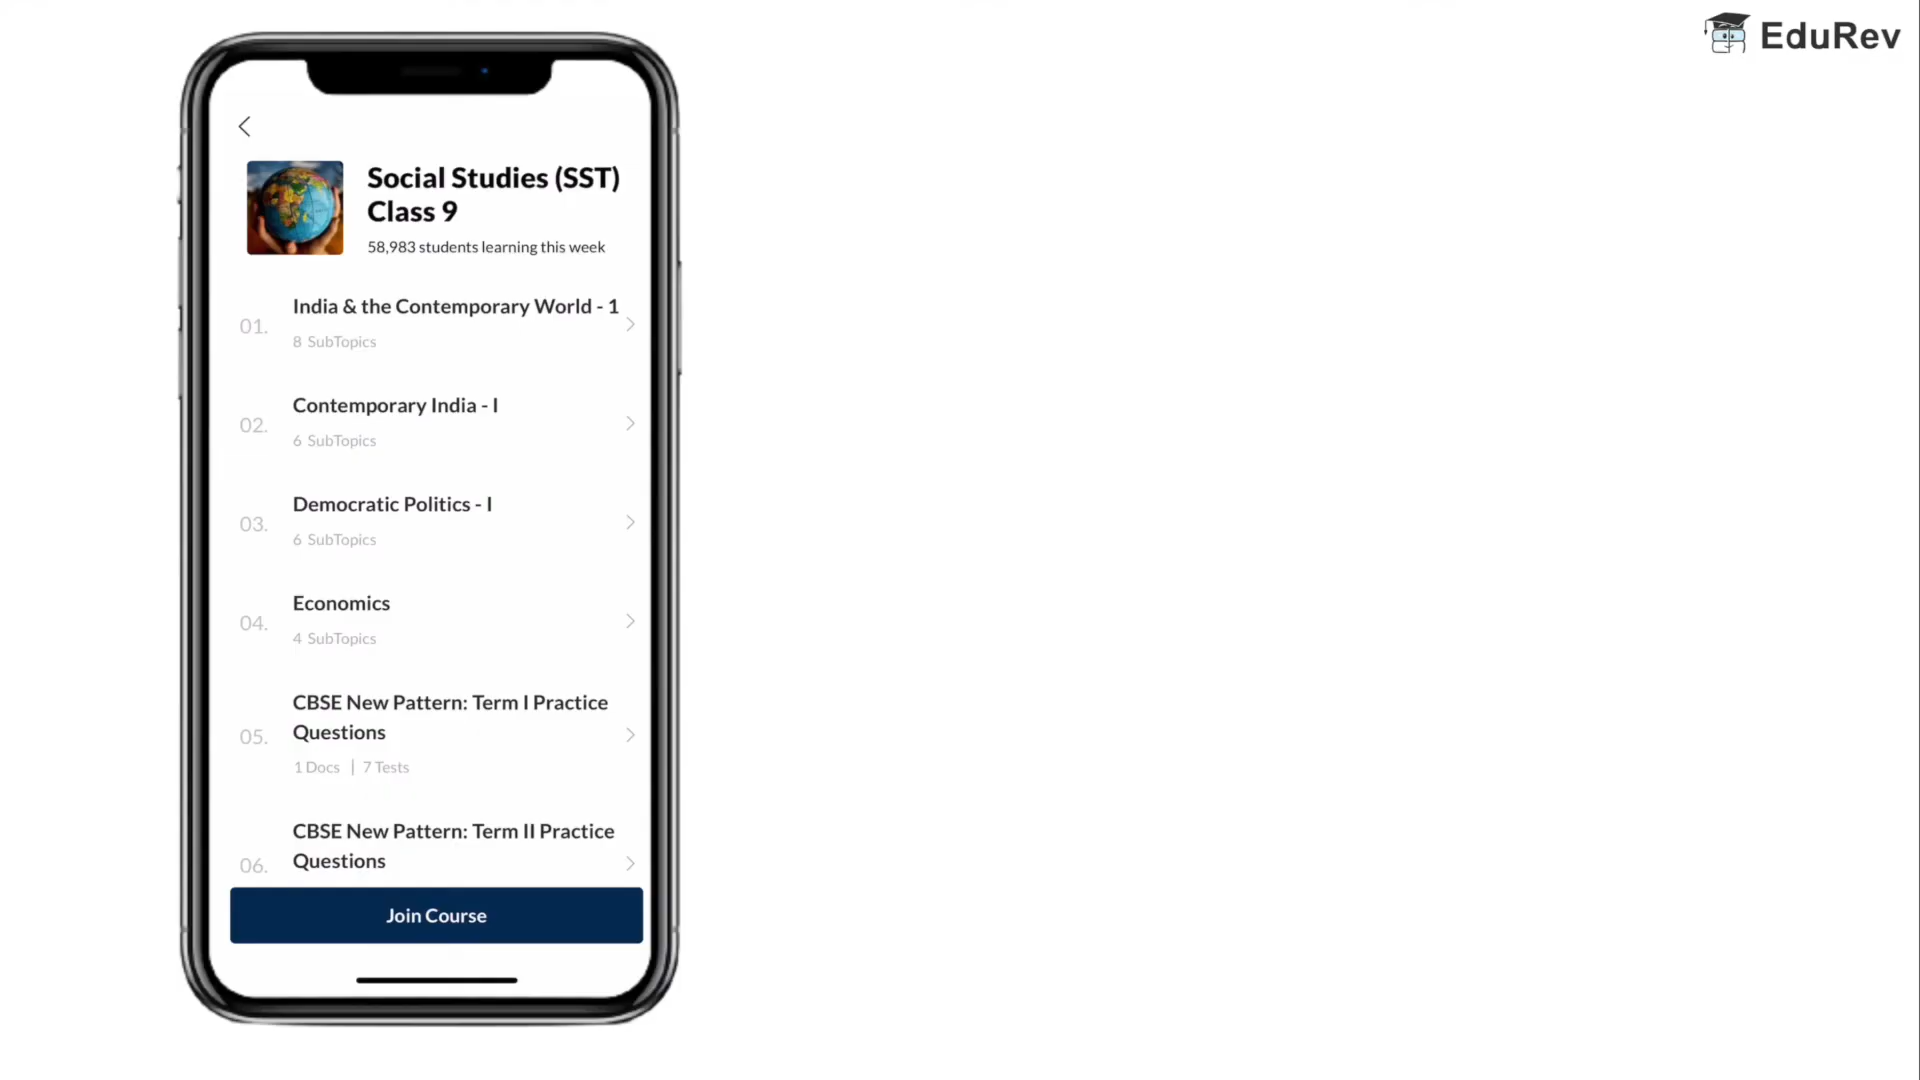 EduRev
Social Studies (SST)
Class 9
58,983 students learning this week
01.
India & the Contemporary World - 1
8 SubTopics
02.
Contemporary India - I
6 SubTopics
03.
Democratic Politics - I
6 SubTopics
04.
Economics
4 SubTopics
05.
CBSE New Pattern: Term I Practice
Questions
1 Docs | 7 Tests
06.
CBSE New Pattern: Term II Practice
Questions
Join Course